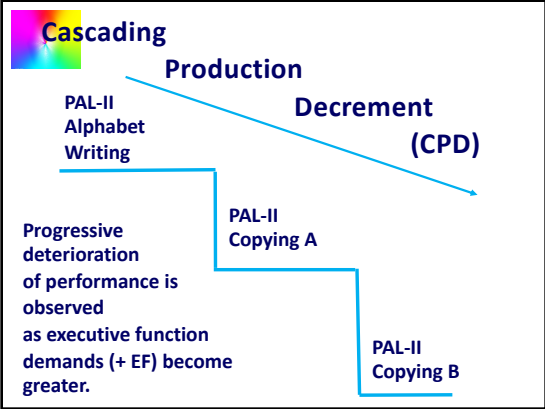 Cascading
Production
Decrement
(CPD)
PAL-II
Alphabet
Writing
PAL-II
Copying A
Progressive
deterioration
of performance is
observed
as executive function
demands (+ EF) become
greater.
PAL-II
Copying B